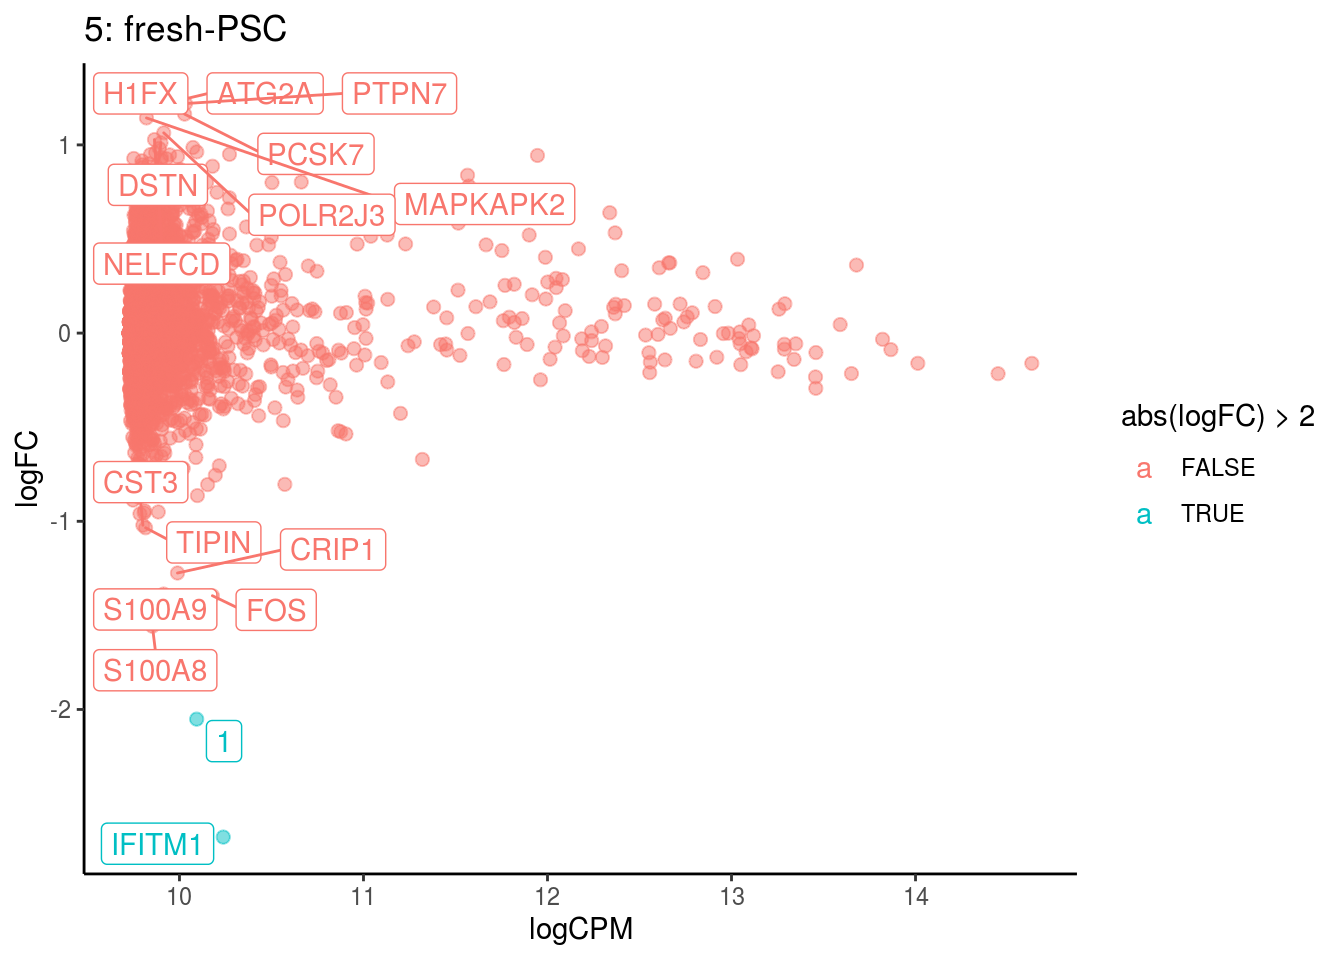 5: fresh-PSC
H1FX
ATG2A
PTPN7
PCSK7
DSTN
POLR2J3
MAPKAPK2
NELFCD
CST3
TIPIN
CRIP1
S100A9
FOS
S100A8
1
IFITM1
1
0
-1
-2
logFC
10
11
12
13
14
logCPM
abs(logFC) > 2
a FALSE
a TRUE